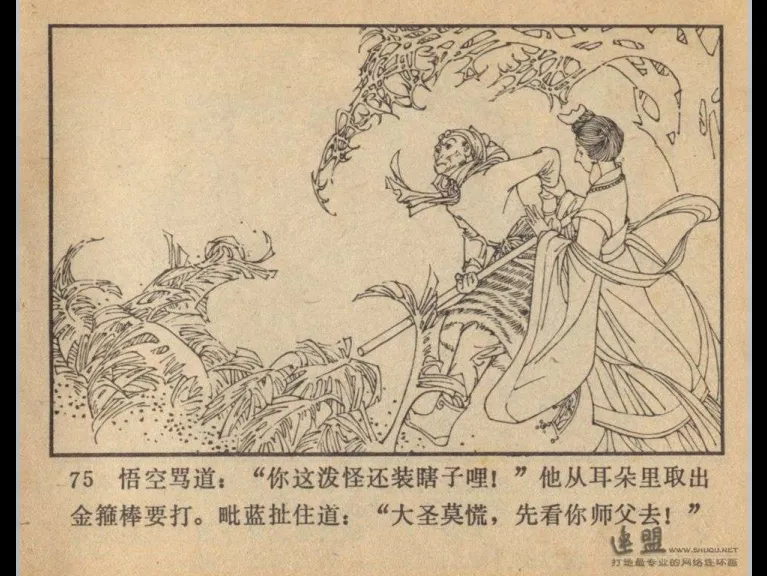 75 悟空骂道：“你这泼怪还装瞎子哩！”他从耳朵里取出
金箍棒要打。毗蓝扯住道：“大圣莫慌，先看你师父去！”
连盟 WWW.SHUQU.NET
打造最专业的网络连环画